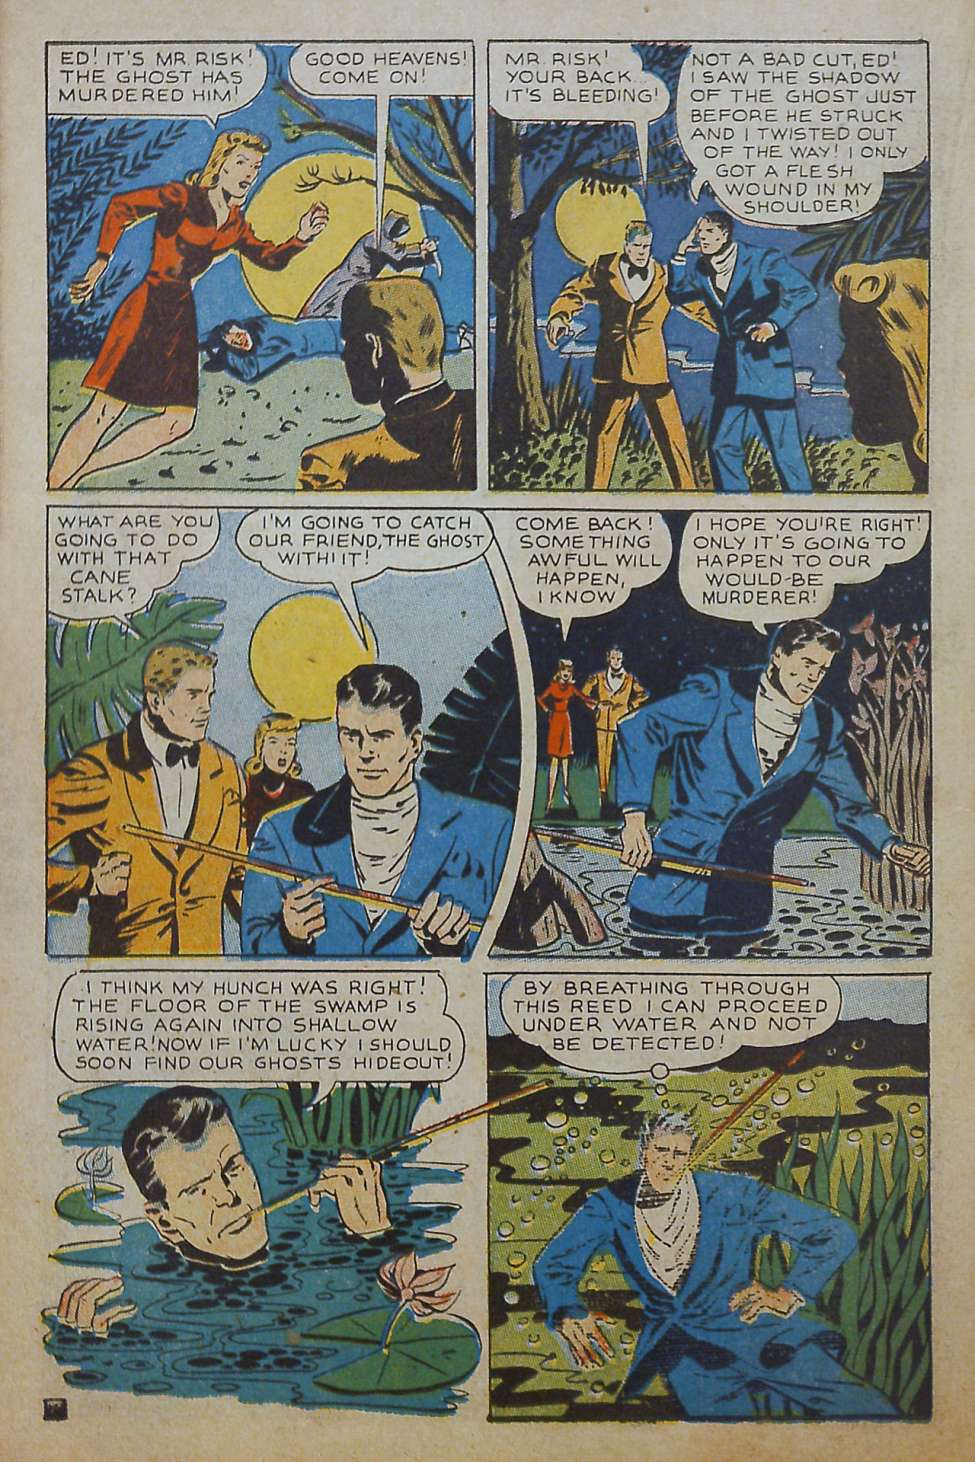 ED! IT'S MR. RISK!
THE GHOST HAS
MURDERED HIM!
GOOD HEAVENS!
COME ON!
MR. RISK!
YOUR BACK...
IT'S BLEEDING!
NOT A BAD CUT, ED!
I SAW THE SHADOW
OF THE GHOST JUST
BEFORE HE STRUCK
AND I TWISTED OUT
OF THE WAY! I ONLY
GOT A FLESH
WOUND IN MY
SHOULDER!
WHAT ARE YOU
GOING TO DO
WITH THAT
CANE
STALK?
I'M GOING TO CATCH
OUR FRIEND, THE GHOST
WITH IT!
COME BACK!
SOMETHING
AWFUL WILL
HAPPEN,
I KNOW!
I HOPE YOU'RE RIGHT!
ONLY IT'S GOING TO
HAPPEN TO OUR
WOULD-BE
MURDERER!
I THINK MY HUNCH WAS RIGHT!
THE FLOOR OF THE SWAMP IS
RISING AGAIN INTO SHALLOW
WATER! NOW IF I'M LUCKY I SHOULD
SOON FIND OUR GHOSTS HIDEOUT!
BY BREATHING THROUGH
THIS REED I CAN PROCEED
UNDER WATER AND NOT
BE DETECTED!